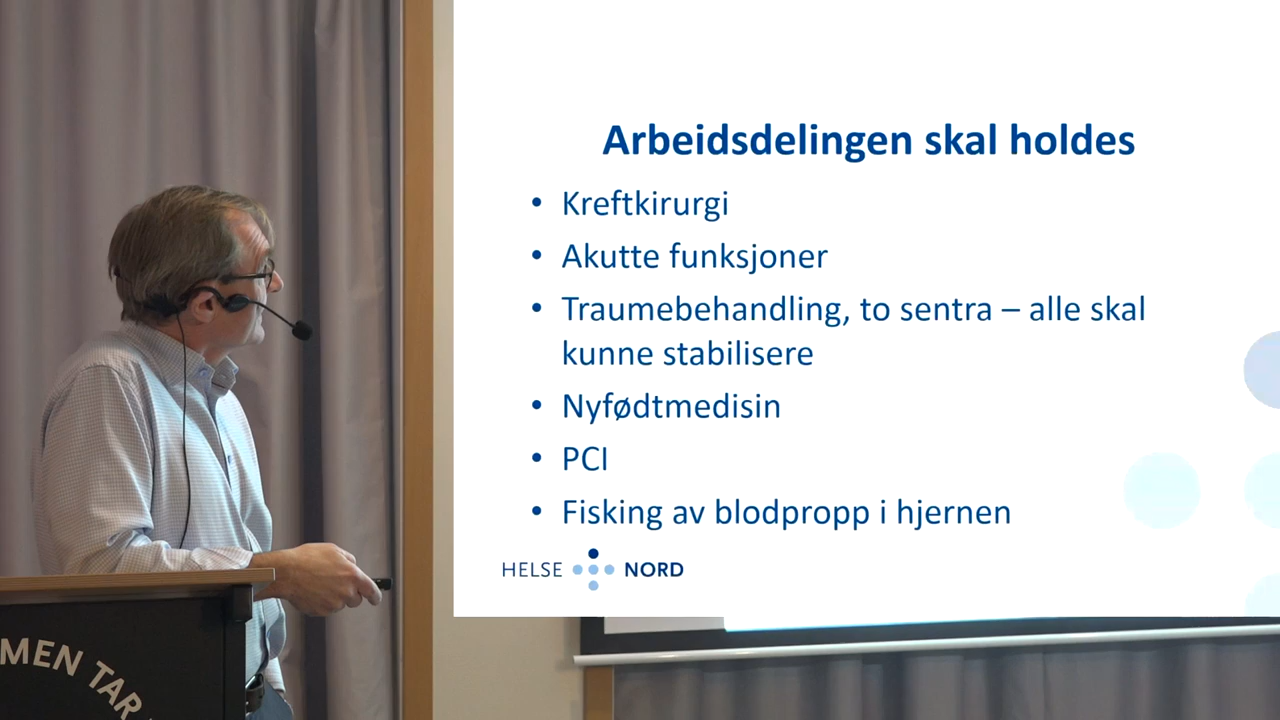 Arbeidsdelingen skal holdes
• Kreftkirurgi
• Akutte funksjoner
• Traumebehandling, to sentra – alle skal
kunne stabilisere
• Nyfødtmedisin
• PCI
• Fisking av blodpropp i hjernen
HELSE NORD
MEN TAR